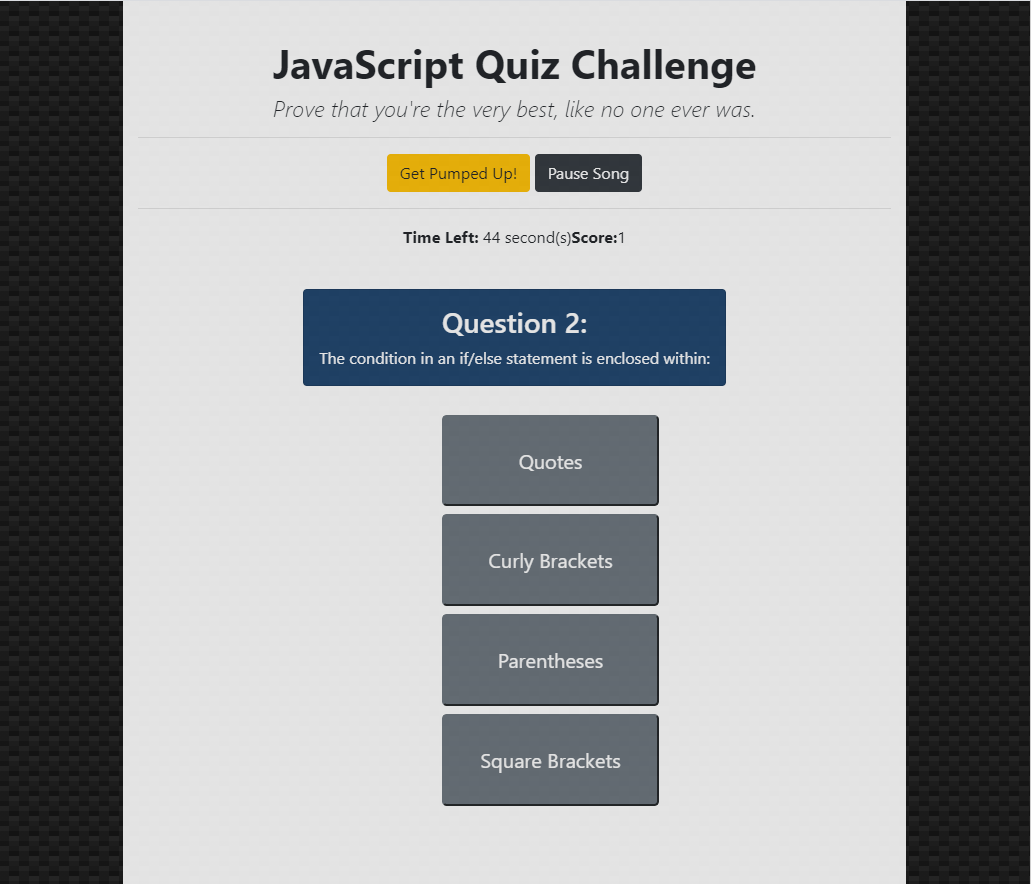 JavaScript Quiz Challenge
Prove that you're the very best, like no one ever was.
Get Pumped Up! Pause Song
Time Left: 44 second(s)Score:1
Question 2:
The condition in an if/else statement is enclosed within:
Quotes
Curly Brackets
Parentheses
Square Brackets